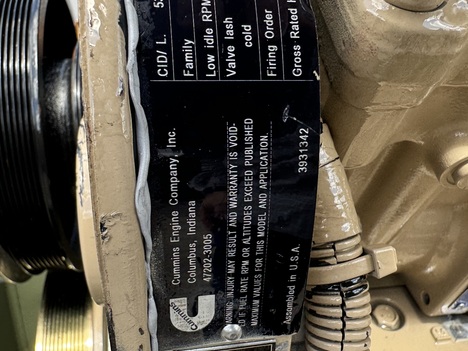 Cummins Engine Company, Inc.
Columbus, Indiana
47202-3005
Cummins
WARNING: INJURY MAY RESULT AND WARRANTY IS VOID-
ED IF FUEL RATE RPM OR ALTITUDES EXCEED PUBLISHED
MAXIMUM VALUES FOR THIS MODEL AND APPLICATION.
Assembled in U.S.A.
3931342
CID/ L.
Family
Low idle RPM
Valve lash
cold
Firing Order
Gross Rated